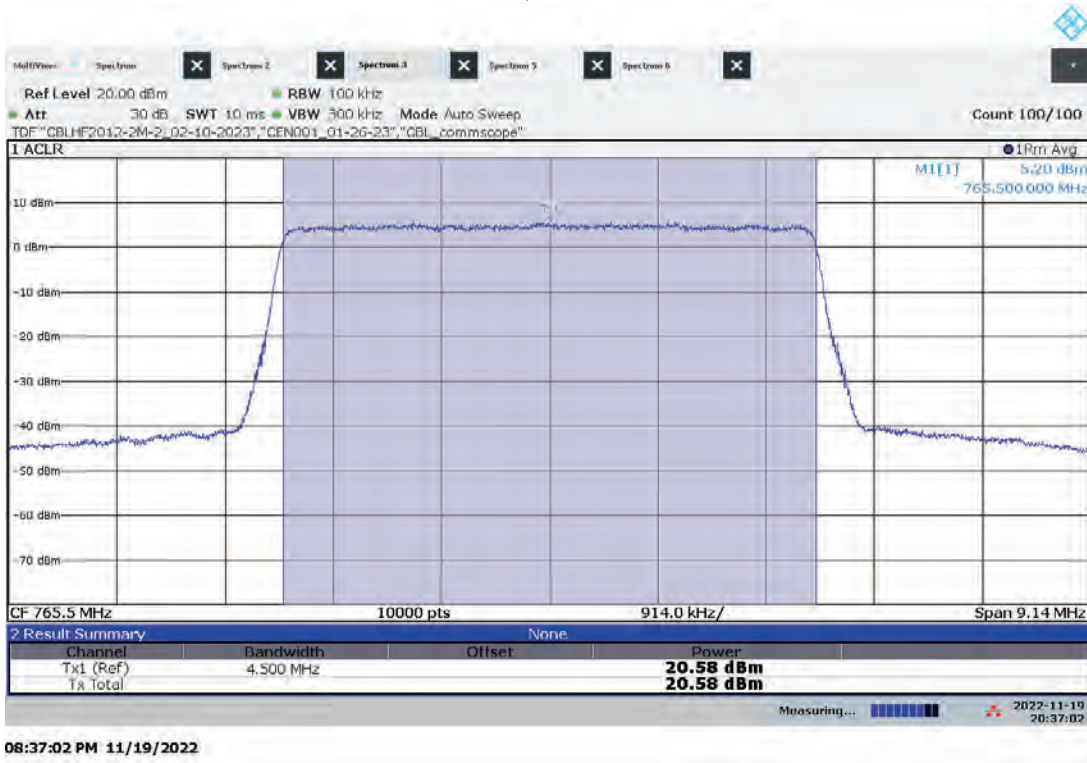 MultiView Spectrum Spectrum 2 Spectrum 3 Spectrum 5 Spectrum 6
Ref Level 20.00 dBm RBW 100 kHz
Att 30 dB SWT 10 ms VBW 300 kHz Mode Auto Sweep Count 100/100
TDF "CBLHF2012-2M-2_02-10-2023","CEN001_01-26-23","CBL_commscope"
1 ACLR 1Rm Avg
M1[1] 5.20 dBm
765.500000 MHz
10 dBm
0 dBm
-10 dBm
-20 dBm
-30 dBm
-40 dBm
-50 dBm
-60 dBm
-70 dBm
CF 765.5 MHz 10000 pts 914.0 kHz/ Span 9.14 MHz
2 Result Summary None
Channel Bandwidth Offset Power
Tx1 (Ref) 4.500 MHz 20.58 dBm
Tx Total 20.58 dBm
Measuring... 2022-11-19
20:37:02
08:37:02 PM 11/19/2022